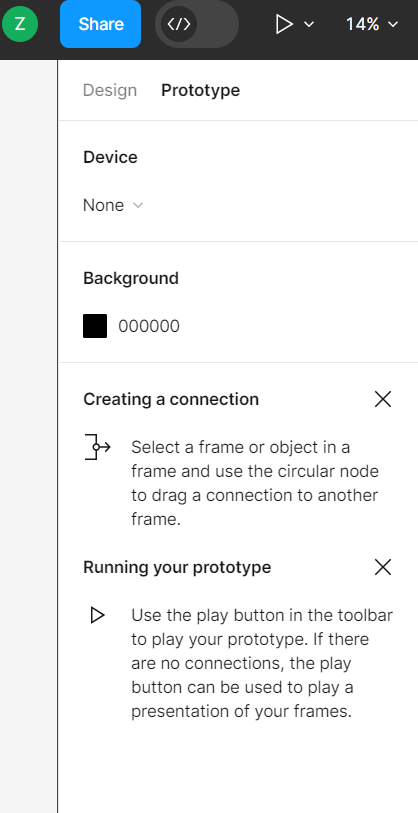 Z Share </> 14%
Design Prototype
Device
None
Background
000000
Creating a connection
Select a frame or object in a
frame and use the circular node
to drag a connection to another
frame.
Running your prototype
Use the play button in the toolbar
to play your prototype. If there
are no connections, the play
button can be used to play a
presentation of your frames.